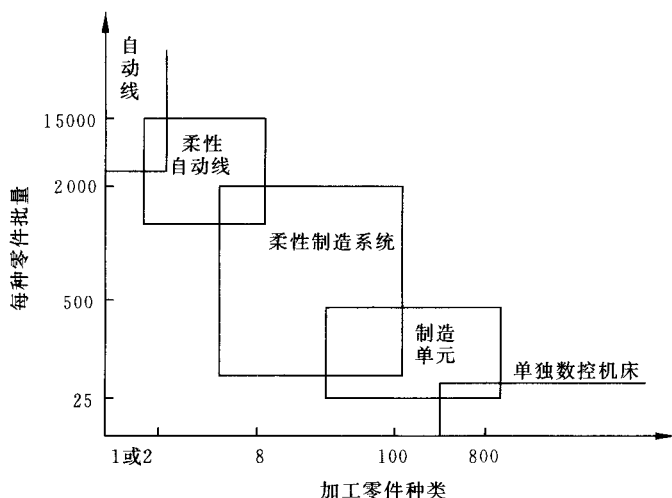 自
动
线
15000
柔性
自动线
2000
柔性制造系统
每种零件批量
500
制造
单元
单独数控机床
25
1或2
8
100
800
加工零件种类